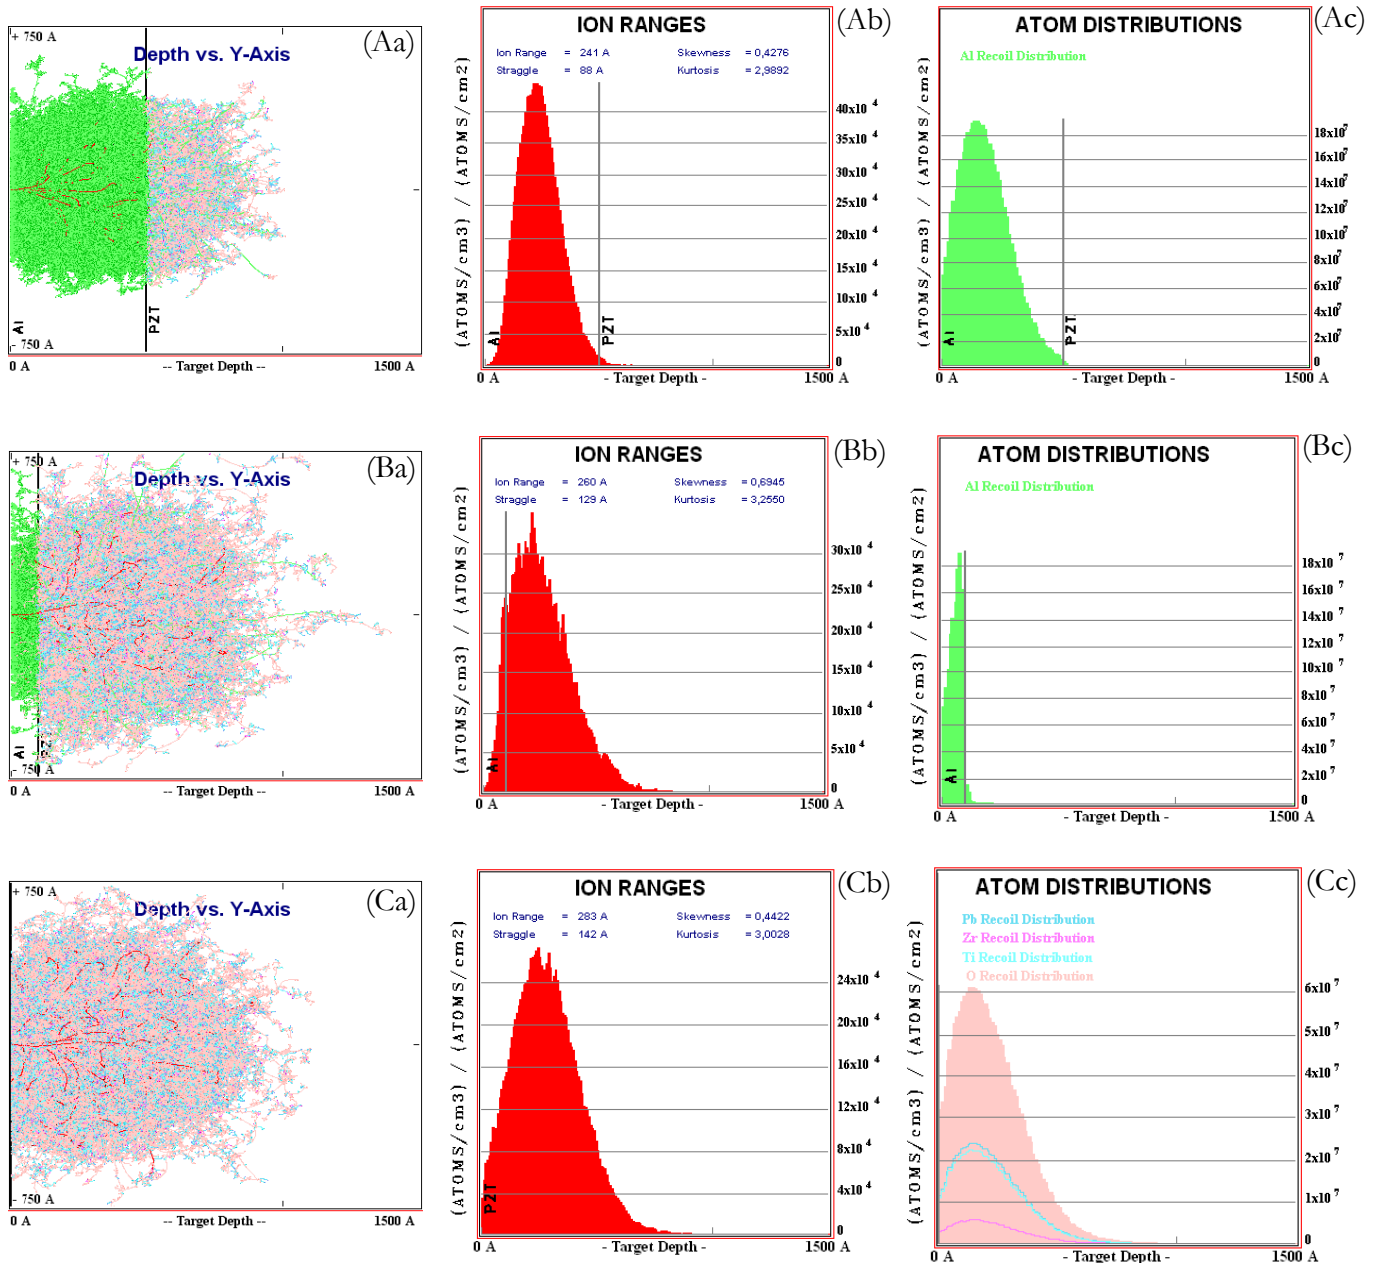 + 750 A
Depth vs. Y-Axis
(Aa)
Al
PZT
- 750 A
0 A
-- Target Depth --
1500 A
ION RANGES
(Ab)
Ion Range = 241 A Skewness = 0,4276
Straggle = 88 A Kurtosis = 2,9892
(ATOMS/cm3) / (ATOMS/cm2)
40x10 4
35x10 4
30x10 4
25x10 4
20x10 4
15x10 4
10x10 4
5x10 4
0
Al
PZT
0 A
- Target Depth -
1500 A
ATOM DISTRIBUTIONS
(Ac)
Al Recoil Distribution
(ATOMS/cm3) / (ATOMS/cm2)
18x10 7
16x10 7
14x10 7
12x10 7
10x10 7
8x10 7
6x10 7
4x10 7
2x10 7
0
Al
PZT
0 A
- Target Depth -
1500 A
+ 750 A
Depth vs. Y-Axis
(Ba)
Al
PZT
- 750 A
0 A
-- Target Depth --
1500 A
ION RANGES
(Bb)
Ion Range = 260 A Skewness = 0,6945
Straggle = 129 A Kurtosis = 3,2550
(ATOMS/cm3) / (ATOMS/cm2)
30x10 4
25x10 4
20x10 4
15x10 4
10x10 4
5x10 4
0
Al
0 A
- Target Depth -
1500 A
ATOM DISTRIBUTIONS
(Bc)
Al Recoil Distribution
(ATOMS/cm3) / (ATOMS/cm2)
18x10 7
16x10 7
14x10 7
12x10 7
10x10 7
8x10 7
6x10 7
4x10 7
2x10 7
0
Al
0 A
- Target Depth -
1500 A
+ 750 A
Depth vs. Y-Axis
(Ca)
- 750 A
0 A
-- Target Depth --
1500 A
ION RANGES
(Cb)
Ion Range = 283 A Skewness = 0,4422
Straggle = 142 A Kurtosis = 3,0028
(ATOMS/cm3) / (ATOMS/cm2)
24x10 4
20x10 4
16x10 4
12x10 4
8x10 4
4x10 4
0
PZT
0 A
- Target Depth -
1500 A
ATOM DISTRIBUTIONS
(Cc)
Pb Recoil Distribution
Zr Recoil Distribution
Ti Recoil Distribution
O Recoil Distribution
(ATOMS/cm3) / (ATOMS/cm2)
6x10 7
5x10 7
4x10 7
3x10 7
2x10 7
1x10 7
0
0 A
- Target Depth -
1500 A